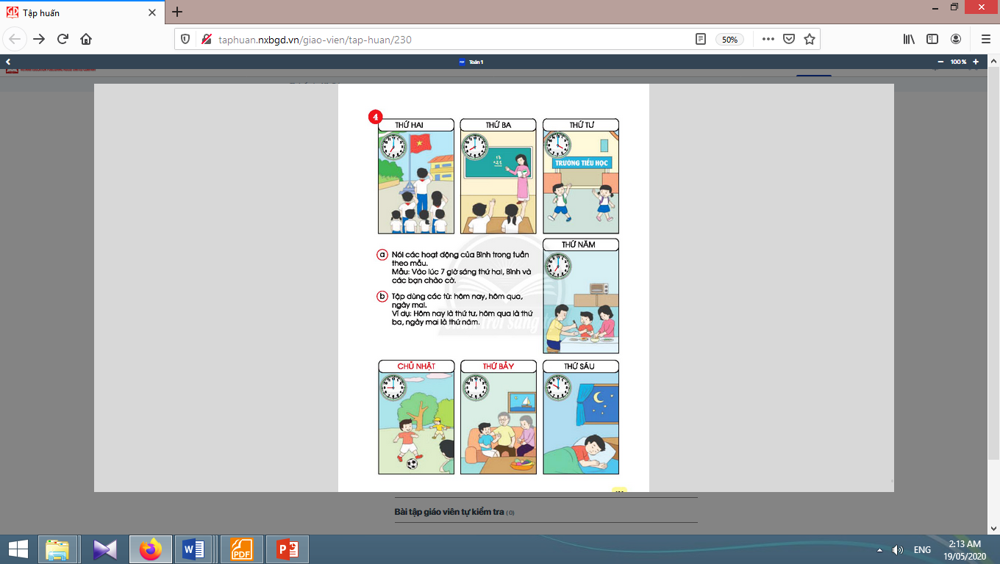 Tập huấn
taphuan.nxbgd.vn/giao-vien/tap-huan/230
50%
Toán 1
100 %
4
THỨ HAI
THỨ BA
THỨ TƯ
17
+21
TRƯỜNG TIỂU HỌC
THỨ NĂM
a Nói các hoạt động của Bình trong tuần
theo mẫu.
Mẫu: Vào lúc 7 giờ sáng thứ hai, Bình và
các bạn chào cờ.
b Tập dùng các từ: hôm nay, hôm qua,
ngày mai.
Ví dụ: Hôm nay là thứ tư, hôm qua là thứ
ba, ngày mai là thứ năm.
CHỦ NHẬT
THỨ BẢY
THỨ SÁU
Bài tập giáo viên tự kiểm tra (0)
PDF
ENG
2:13 AM
19/05/2020